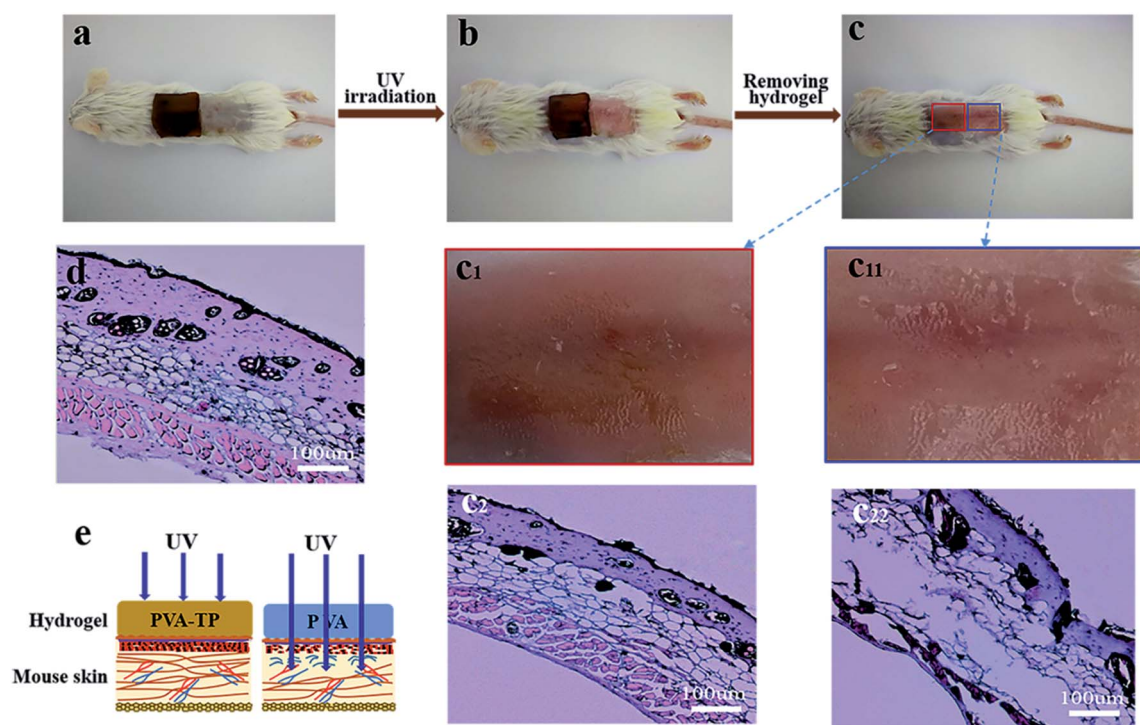 a
UV
irradiation
b
Removing
hydrogel
c
d
100um
c1
c11
e
UV
UV
Hydrogel
PVA-TP
PVA
Mouse skin
c2
100um
c22
100um